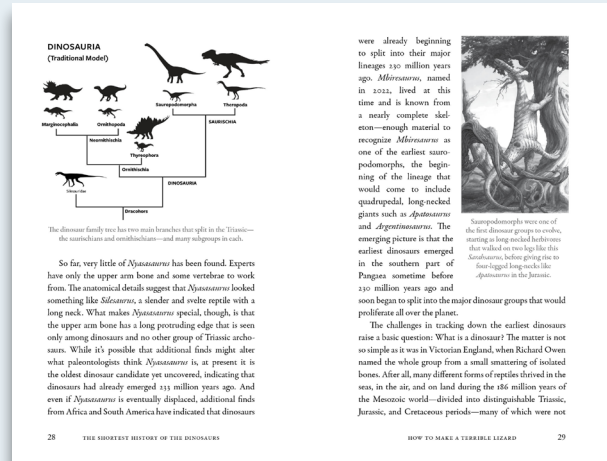 DINOSAURIA
(Traditional Model)
Marginocephalia
Ornithopoda
Sauropodomorpha
Theropoda
SAURISCHIA
Neornithischia
Thyreophora
Ornithischia
DINOSAURIA
Silesauridae
Dracohors
The dinosaur family tree has two main branches that split in the Triassic—
the saurischians and ornithischians—and many subgroups in each.
So far, very little of Nyasasaurus has been found. Experts
have only the upper arm bone and some vertebrae to work
from. The anatomical details suggest that Nyasasaurus looked
something like Silesaurus, a slender and svelte reptile with a
long neck. What makes Nyasasaurus special, though, is that
the upper arm bone has a long protruding edge that is seen
only among dinosaurs and no other group of Triassic archo-
saurs. While it's possible that additional finds might alter
what paleontologists think Nyasasaurus is, at present it is
the oldest dinosaur candidate yet uncovered, indicating that
dinosaurs had already emerged 233 million years ago. And
even if Nyasasaurus is eventually displaced, additional finds
from Africa and South America have indicated that dinosaurs
28 THE SHORTEST HISTORY OF THE DINOSAURS
were already beginning
to split into their major
lineages 230 million years
ago. Mbiresaurus, named
in 2022, lived at this
time and is known from
a nearly complete skel-
eton—enough material to
recognize Mbiresaurus as
one of the earliest sauro-
podomorphs, the begin-
ning of the lineage that
would come to include
quadrupedal, long-necked
giants such as Apatosaurus
and Argentinosaurus. The
emerging picture is that the
earliest dinosaurs emerged
in the southern part of
Pangaea sometime before
230 million years ago and
soon began to split into the major dinosaur groups that would
proliferate all over the planet.
Sauropodomorphs were one of
the first dinosaur groups to evolve,
starting as long-necked herbivores
that walked on two legs like this
before giving rise to
four-legged long-necks like
Apatosaurus in the Jurassic.
The challenges in tracking down the earliest dinosaurs
raise a basic question: What is a dinosaur? The matter is not
so simple as it was in Victorian England, when Richard Owen
named the whole group from a small smattering of isolated
bones. After all, many different forms of reptiles thrived in the
seas, in the air, and on land during the 186 million years of
the Mesozoic world—divided into distinguishable Triassic,
Jurassic, and Cretaceous periods—many of which were not
HOW TO MAKE A TERRIBLE LIZARD 29